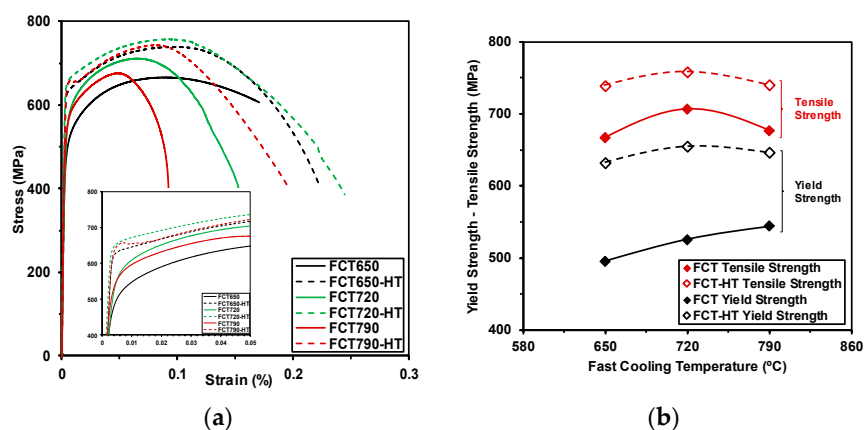 800
600
400
200
0
0
0.1
0.2
0.3
Stress (MPa)
Strain (%)
800
700
600
500
400
0
0.01
0.02
0.03
0.04
0.05
FCT650
FCT650-HT
FCT720
FCT720-HT
FCT790
FCT790-HT
FCT650
FCT650-HT
FCT720
FCT720-HT
FCT790
FCT790-HT
(a)
800
750
700
650
600
550
500
450
400
580
650
720
790
860
Yield Strength - Tensile Strength (MPa)
Fast Cooling Temperature (ºC)
Tensile
Strength
Yield
Strength
FCT Tensile Strength
FCT-HT Tensile Strength
FCT Yield Strength
FCT-HT Yield Strength
(b)